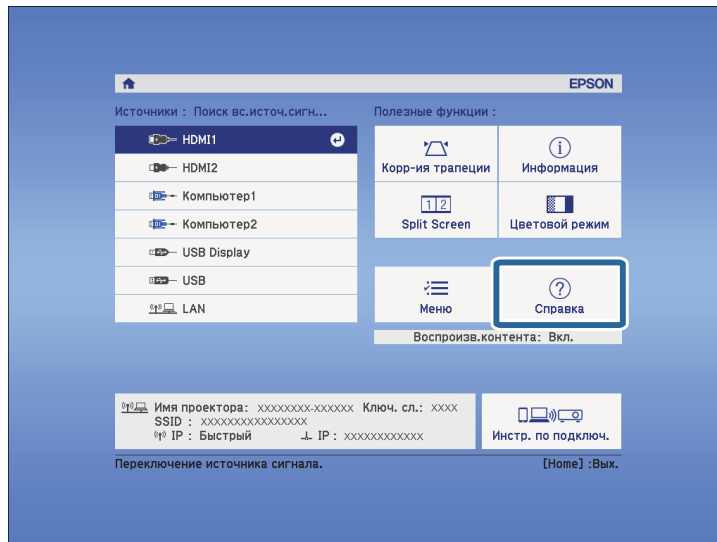 EPSON
Источники : Поиск вс.источ.сигн...
HDMI1
HDMI2
Компьютер1
Компьютер2
USB Display
USB
LAN
Полезные функции :
Корр-ия трапеции
Информация
1 2
Split Screen
Цветовой режим
Меню
? Справка
Воспроизв.контента: Вкл.
Имя проектора: xxxxxxxx-xxxxxx Ключ. сл.: xxxx
SSID : xxxxxxxxxxxxxxxx
IP : Быстрый IP : xxxxxxxxxxxx
Инстр. по подключ.
Переключение источника сигнала.
[Home] :Вых.